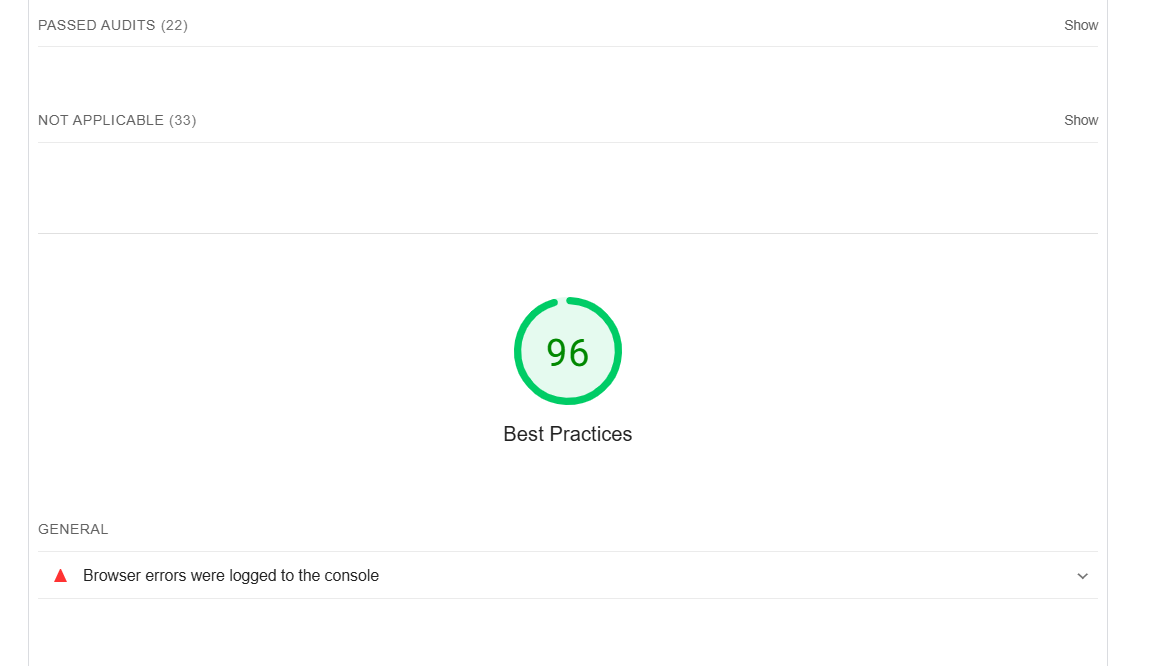 PASSED AUDITS (22) Show
NOT APPLICABLE (33) Show
96
Best Practices
GENERAL
Browser errors were logged to the console